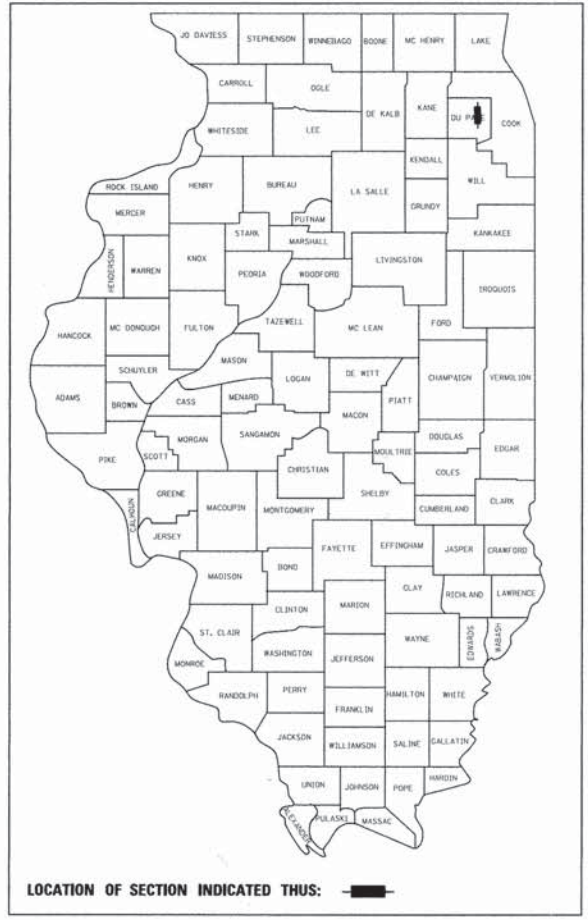 JO DAVIESS
STEPHENSON
WINNEBAGO
BOONE
MC HENRY
LAKE
CARROLL
OGLE
DE KALB
KANE
COOK
WHITESIDE
LEE
KENDALL
WILL
ROCK ISLAND
HENRY
BUREAU
LA SALLE
GRUNDY
MERCER
PUTNAM
STARK
MARSHALL
KANKAKEE
HENDERSON
WARREN
KNOX
PEORIA
WOODFORD
LIVINGSTON
IROQUOIS
HANCOCK
MC DONOUGH
FULTON
TAZEWELL
MC LEAN
FORD
SCHUYLER
MASON
ADAMS
BROWN
CASS
MENARD
LOGAN
DE WITT
PIATT
CHAMPAIGN
VERMILION
MACON
PIKE
SCOTT
MORGAN
SANGAMON
CHRISTIAN
MOULTRIE
DOUGLAS
EDGAR
COLES
CALHOUN
GREENE
MACOUPIN
MONTGOMERY
SHELBY
CUMBERLAND
CLARK
JERSEY
MADISON
BOND
FAYETTE
EFFINGHAM
JASPER
CRAWFORD
CLINTON
MARION
CLAY
RICHLAND
LAWRENCE
ST. CLAIR
WASHINGTON
JEFFERSON
WAYNE
EDWARDS
WABASH
MONROE
RANDOLPH
PERRY
FRANKLIN
HAMILTON
WHITE
JACKSON
WILLIAMSON
SALINE
GALLATIN
UNION
JOHNSON
POPE
HARDIN
ALEXANDER
PULASKI
MASSAC
LOCATION OF SECTION INDICATED THUS: